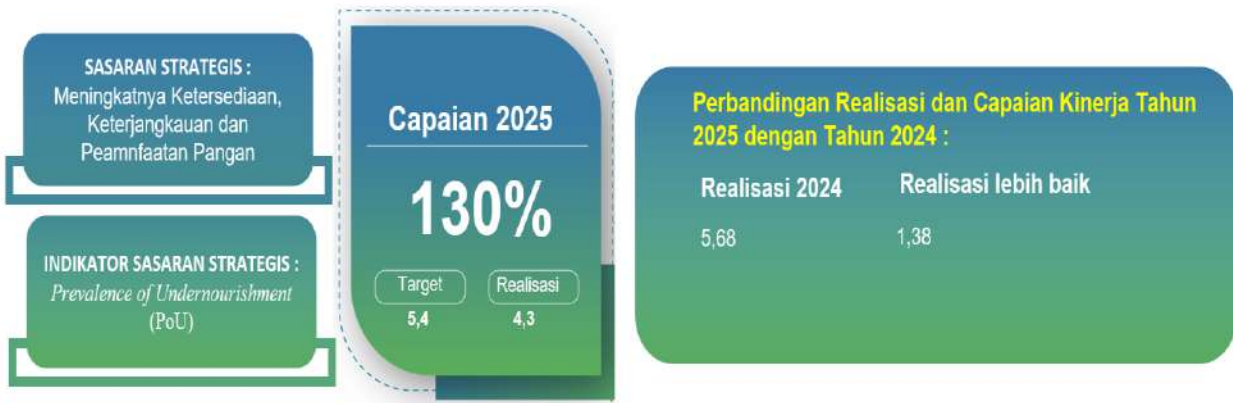 SASARAN STRATEGIS :
Meningkatnya Ketersediaan,
Keterjangkauan dan
Peamnfaatan Pangan
INDIKATOR SASARAN STRATEGIS :
Prevalence of Undernourishment
(PoU)
Capaian 2025
130%
Target Realisasi
5,4 4,3
Perbandingan Realisasi dan Capaian Kinerja Tahun
2025 dengan Tahun 2024 :
Realisasi 2024 Realisasi lebih baik
5,68 1,38